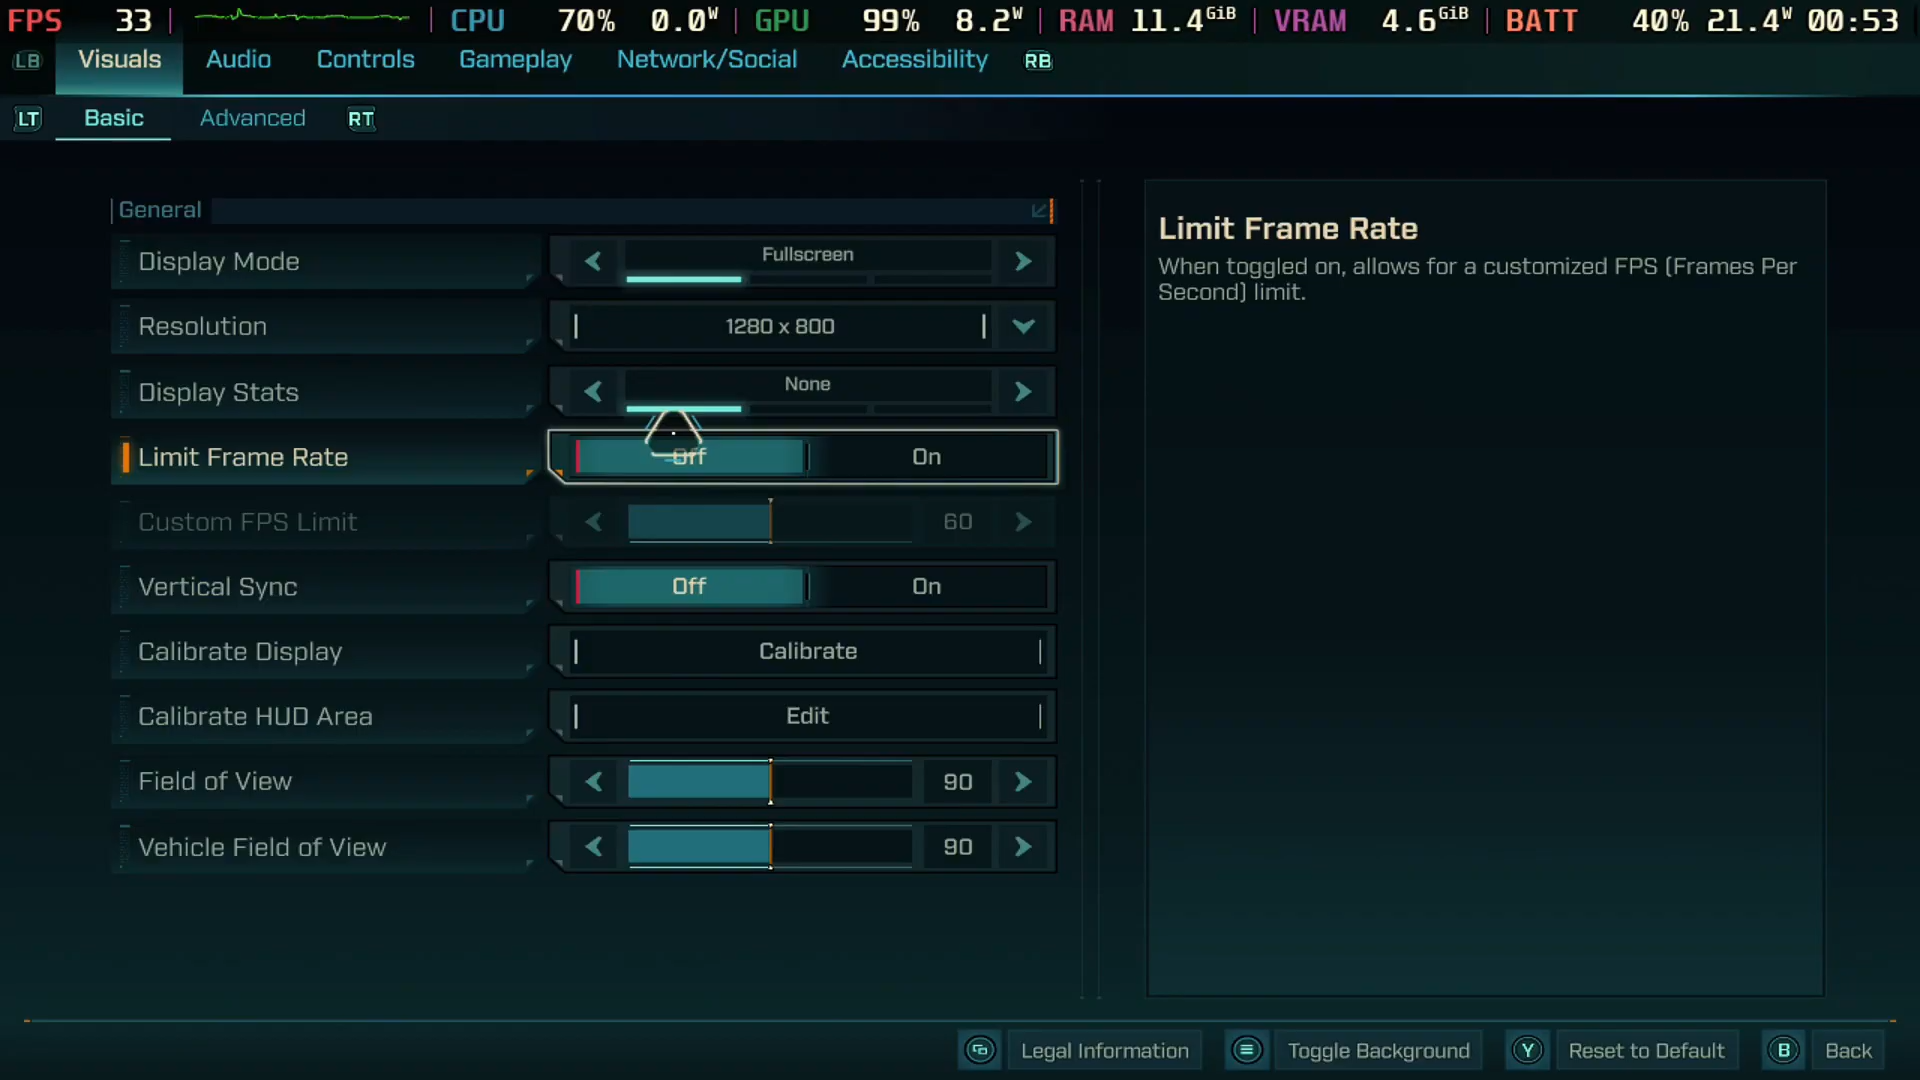 FPS 33 CPU 70% 0.0W GPU 99% 8.2W RAM 11.4GiB VRAM 4.6GiB BATT 40% 21.4W 00:53
LB Visuals Audio Controls Gameplay Network/Social Accessibility RB
LT Basic Advanced RT
General
Display Mode Fullscreen
Resolution 1280 x 800
Display Stats None
Limit Frame Rate Off On
Custom FPS Limit 60
Vertical Sync Off On
Calibrate Display Calibrate
Calibrate HUD Area Edit
Field of View 90
Vehicle Field of View 90
Limit Frame Rate
When toggled on, allows for a customized FPS (Frames Per
Second) limit.
Legal Information Toggle Background Y Reset to Default B Back